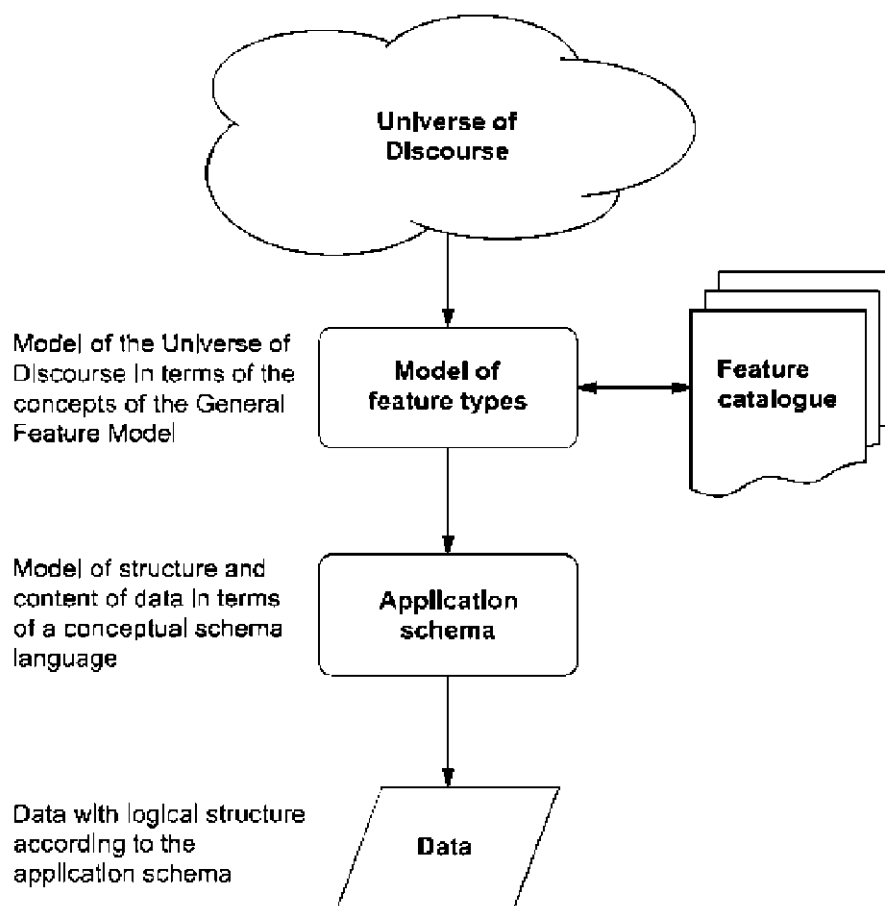 Universe of
Discourse
Model of the Universe of
Discourse in terms of the
concepts of the General
Feature Model
Model of
feature types
Feature
catalogue
Model of structure and
content of data in terms
of a conceptual schema
language
Application
schema
Data with logical structure
according to the
application schema
Data